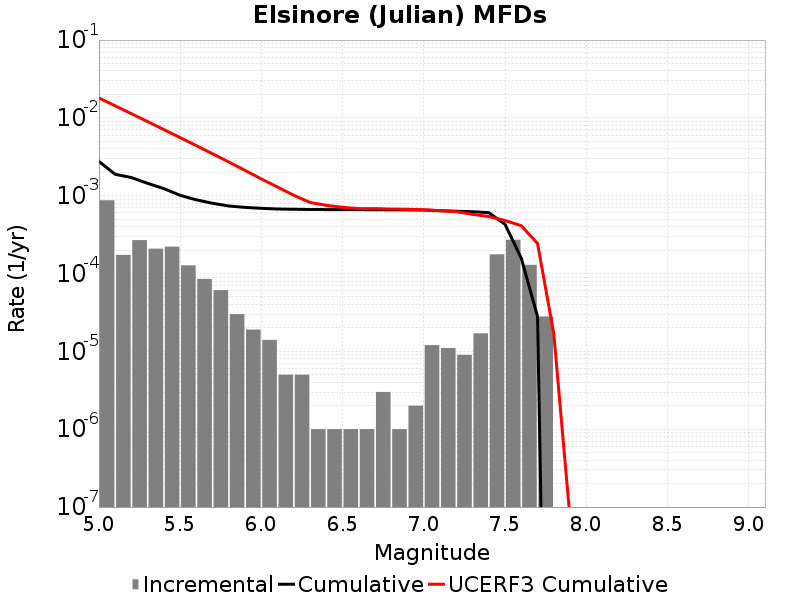 Elsinore (Julian) MFDs
10-1
10-2
10-3
10-4
10-5
10-6
10-7
Rate (1/yr)
5.0 5.5 6.0 6.5 7.0 7.5 8.0 8.5 9.0
Magnitude
Incremental Cumulative UCERF3 Cumulative